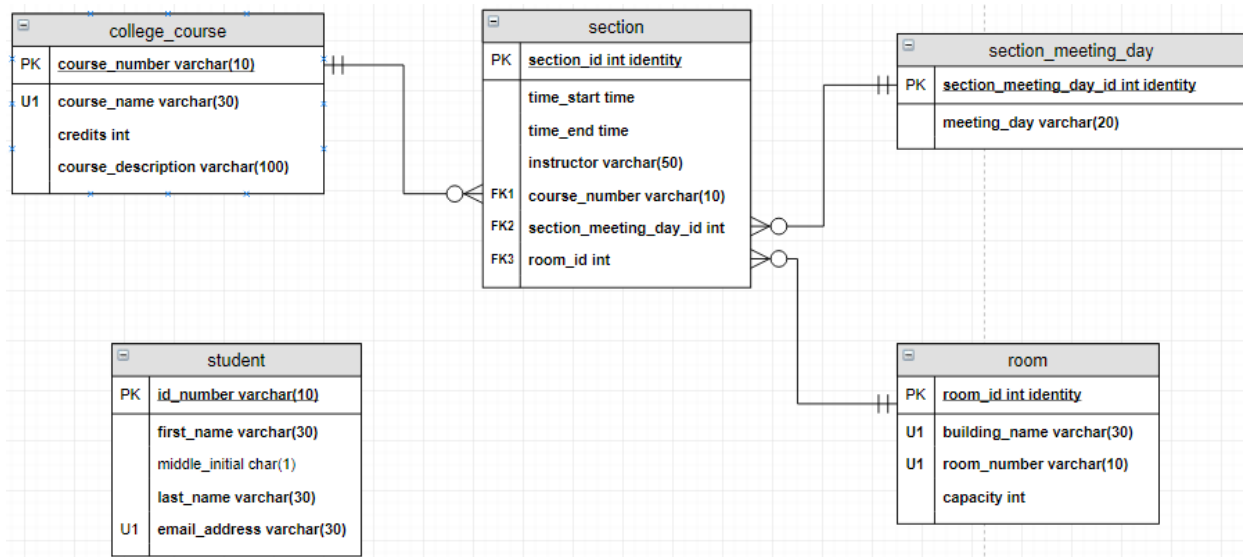 college_course
PK course_number varchar(10)
U1 course_name varchar(30)
credits int
course_description varchar(100)
section
PK section_id int identity
time_start time
time_end time
instructor varchar(50)
FK1 course_number varchar(10)
FK2 section_meeting_day_id int
FK3 room_id int
section_meeting_day
PK section_meeting_day_id int identity
meeting_day varchar(20)
student
PK id_number varchar(10)
first_name varchar(30)
middle_initial char(1)
last_name varchar(30)
U1 email_address varchar(30)
room
PK room_id int identity
U1 building_name varchar(30)
U1 room_number varchar(10)
capacity int